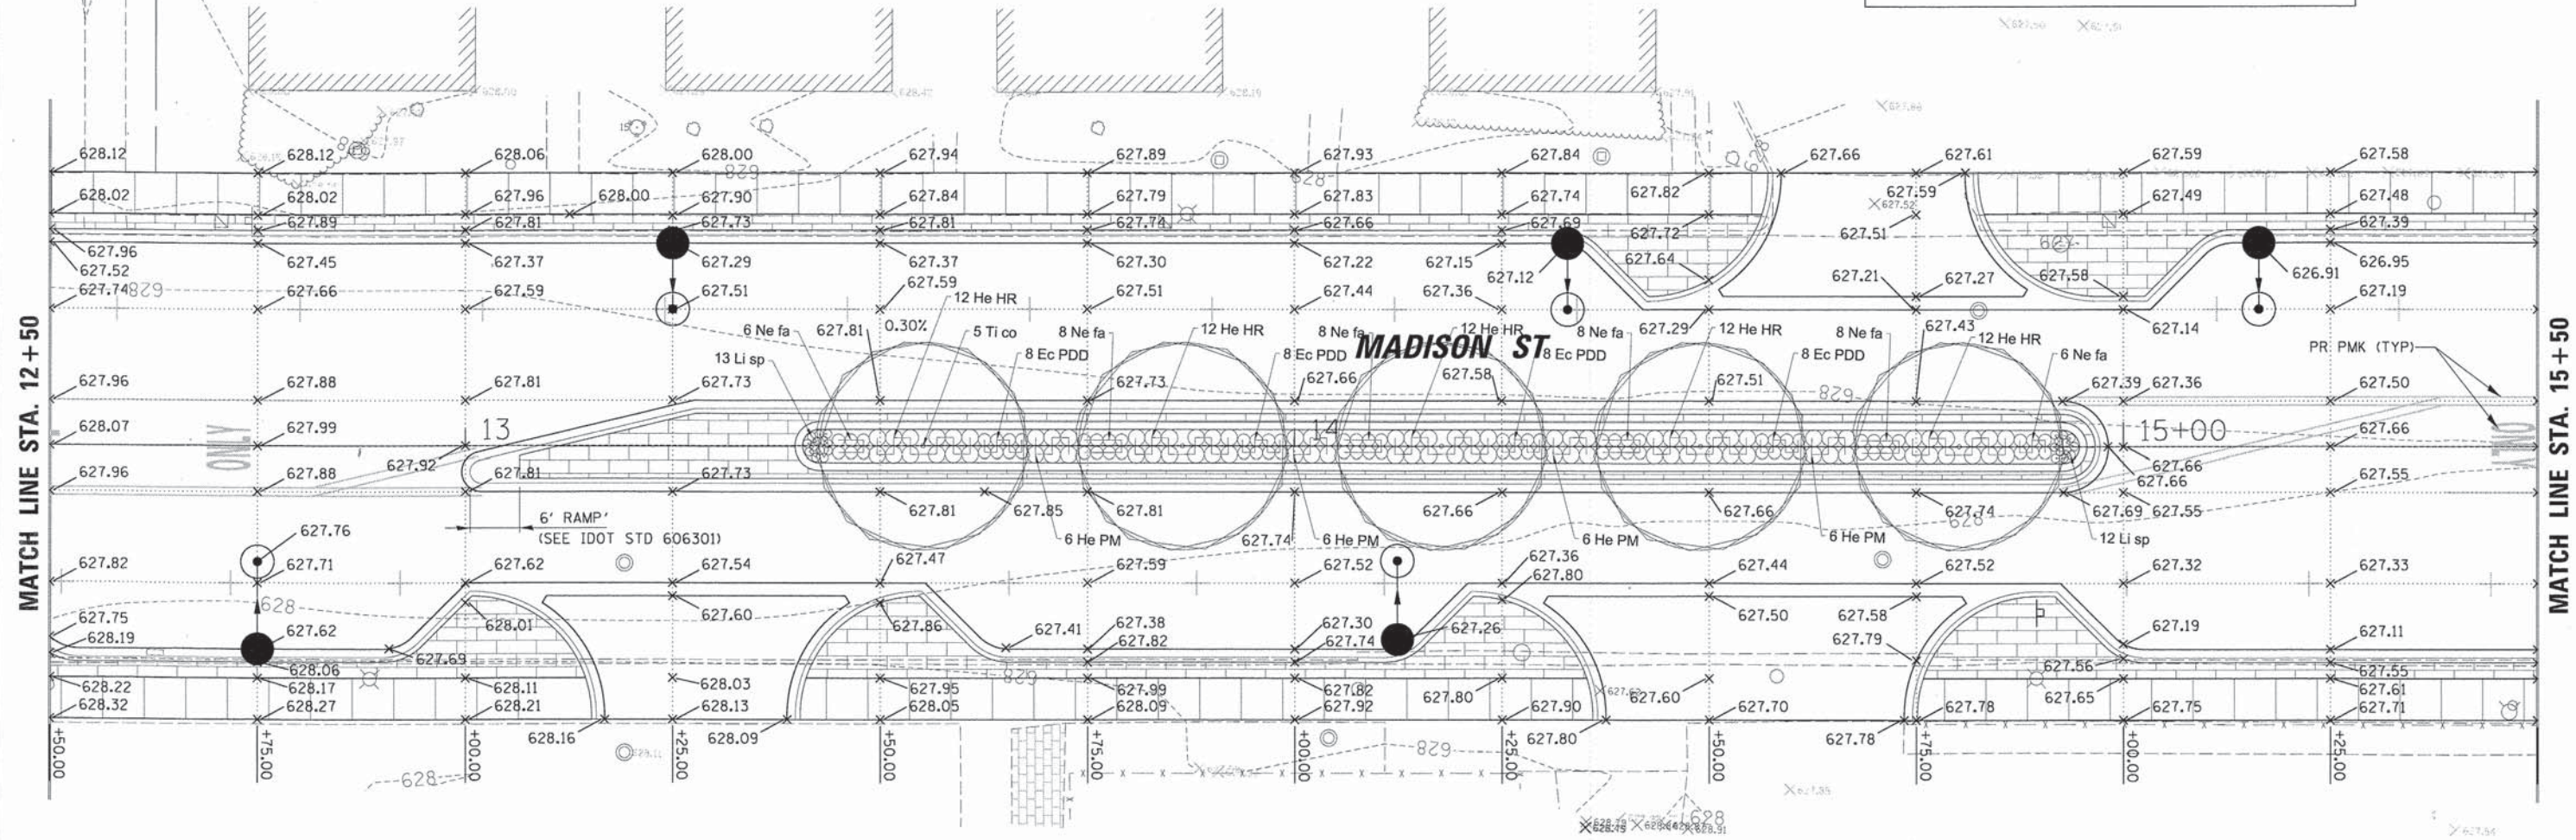 628.12 628.12 628.06 628.00 627.94 627.89 627.93 627.84 627.66 627.61 627.59 627.58
628
628.02 628.02 627.96 628.00 627.90 627.84 627.79 627.83 627.74 627.82 627.59 627.49 627.48
627.52
627.89 627.81 627.73 627.81 627.74 627.66 627.69 627.72 627.51 627.39
627.96 627.45 627.37 627.29 627.37 627.30 627.22 627.15 627.64 626.95
627.52 627.12 627.21 627.27 627.58 626.91
627.74 628 627.66 627.59 627.51 627.59 627.51 627.44 627.36 627.19
12 He HR
6 Ne fa 627.81 0.30% 5 Ti co 8 Ne fa 12 He HR 8 Ne fa 12 He HR 8 Ne fa 627.29 12 He HR 8 Ne fa 627.43 12 He HR 627.14
MADISON ST
13 Li sp 8 Ec PDD 8 Ec PDD 8 Ec PDD 8 Ec PDD 6 Ne fa PR PMK (TYP)
627.96 627.88 627.81 627.73 627.73 627.66 627.58 627.51 628 627.39 627.36 627.50
628.07 ONLY 627.99 13 14 15+00 627.66
627.92 627.66
627.96 627.88 627.81 627.73 627.66 627.55
627.81 627.85 627.81 627.66 627.66 627.74 627.69 627.55
6' RAMP'
(SEE IDOT STD 606301)
628
627.76 6 He PM 627.74 6 He PM 6 He PM 6 He PM 12 Li sp
627.82 627.71 627.62 627.54 627.47 627.59 627.52 627.36 627.44 627.52 627.32 627.33
627.80
628 627.60 627.50 627.58
627.75 627.62 628.01 627.86 627.41 627.38 627.30 627.26 627.79 627.19 627.11
628.19 627.69 627.82 627.74
628.06 628 627.56 627.55
628.22 628.17 628.11 628.03 627.95 627.99 627.82 627.80 627.60 627.65 627.61
628.32 628.27 628.21 628.13 628.05 628.09 627.92 627.90 627.70 627.78 627.75 627.71
628.16 628.09 627.80 627.78
+50.00 +75.00 +00.00 +25.00 +50.00 +75.00 +00.00 +25.00 +50.00 +75.00 +00.00 +25.00
628 628
628
MATCH LINE STA. 12+50
MATCH LINE STA. 15+50